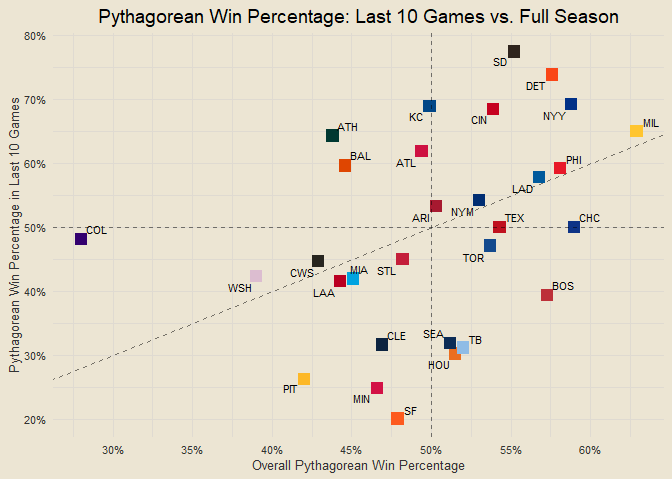 Pythagorean Win Percentage: Last 10 Games vs. Full Season
Pythagorean Win Percentage in Last 10 Games
80%
70%
60%
50%
40%
30%
20%
SD
DET
KC
CIN
NYY
MIL
ATH
ATL
BAL
PHI
LAD
ARI
NYM
TEX
CHC
COL
TOR
CWS
MIA
STL
WSH
LAA
BOS
CLE
SEA
TB
HOU
PIT
MIN
SF
30%
35%
40%
45%
50%
55%
60%
Overall Pythagorean Win Percentage